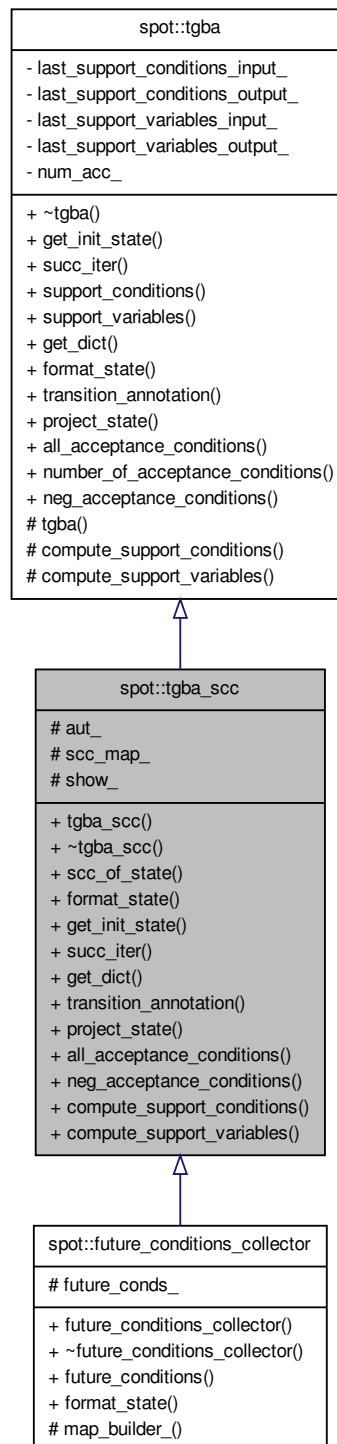 spot::tgba
- last_support_conditions_input_
- last_support_conditions_output_
- last_support_variables_input_
- last_support_variables_output_
- num_acc_
+ ~tgba()
+ get_init_state()
+ succ_iter()
+ support_conditions()
+ support_variables()
+ get_dict()
+ format_state()
+ transition_annotation()
+ project_state()
+ all_acceptance_conditions()
+ number_of_acceptance_conditions()
+ neg_acceptance_conditions()
# tgba()
# compute_support_conditions()
# compute_support_variables()
spot::tgba_scc
# aut_
# scc_map_
# show_
+ tgba_scc()
+ ~tgba_scc()
+ scc_of_state()
+ format_state()
+ get_init_state()
+ succ_iter()
+ get_dict()
+ transition_annotation()
+ project_state()
+ all_acceptance_conditions()
+ neg_acceptance_conditions()
+ compute_support_conditions()
+ compute_support_variables()
spot::future_conditions_collector
# future_conds_
+ future_conditions_collector()
+ ~future_conditions_collector()
+ future_conditions()
+ format_state()
# map_builder_()